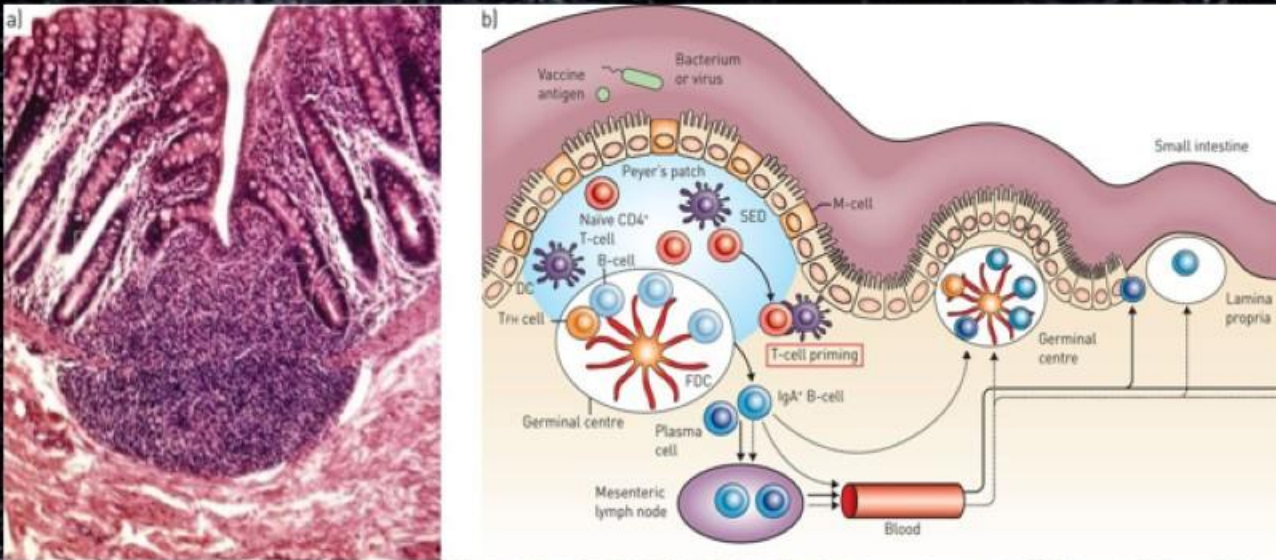 a)
b)
Vaccine
antigen
Bacterium
or virus
Small intestine
Peyer's patch
M-cell
SED
Naïve CD4+
T-cell
B-cell
DC
TFH cell
T-cell priming
FDC
Germinal centre
IgA+ B-cell
Plasma
cell
Germinal
centre
Lamina
propria
Mesenteric
lymph node
Blood